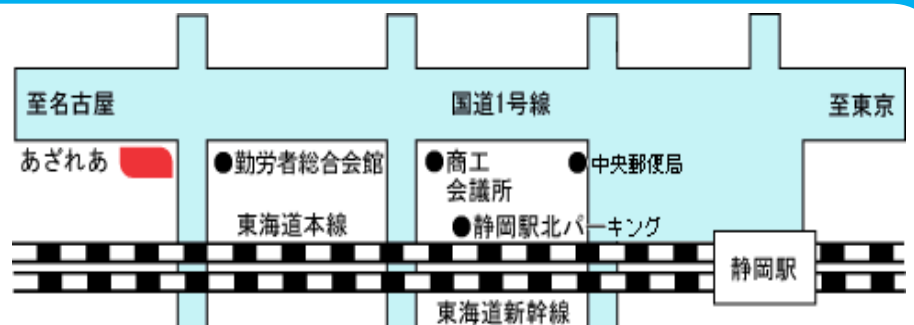 至名古屋
国道1号線
至東京
あざれあ
●勤労者総合会館
●商工
会議所
●中央郵便局
東海道本線
●静岡駅北パーキング
静岡駅
東海道新幹線